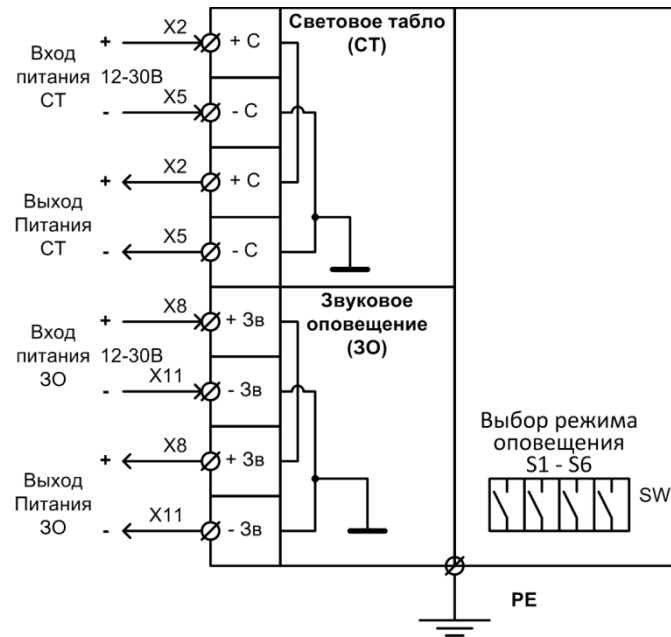 Световое табло
(СТ)
Вход
питания
СТ
12-30В
+
X2
+ С
-
X5
- С
Выход
Питания
СТ
+
X2
+ С
-
X5
- С
Звуковое
оповещение
(ЗО)
Вход
питания
ЗО
12-30В
+
X8
+ Зв
-
X11
- Зв
Выход
Питания
ЗО
+
X8
+ Зв
-
X11
- Зв
Выбор режима
оповещения
S1 - S6
SW
PE